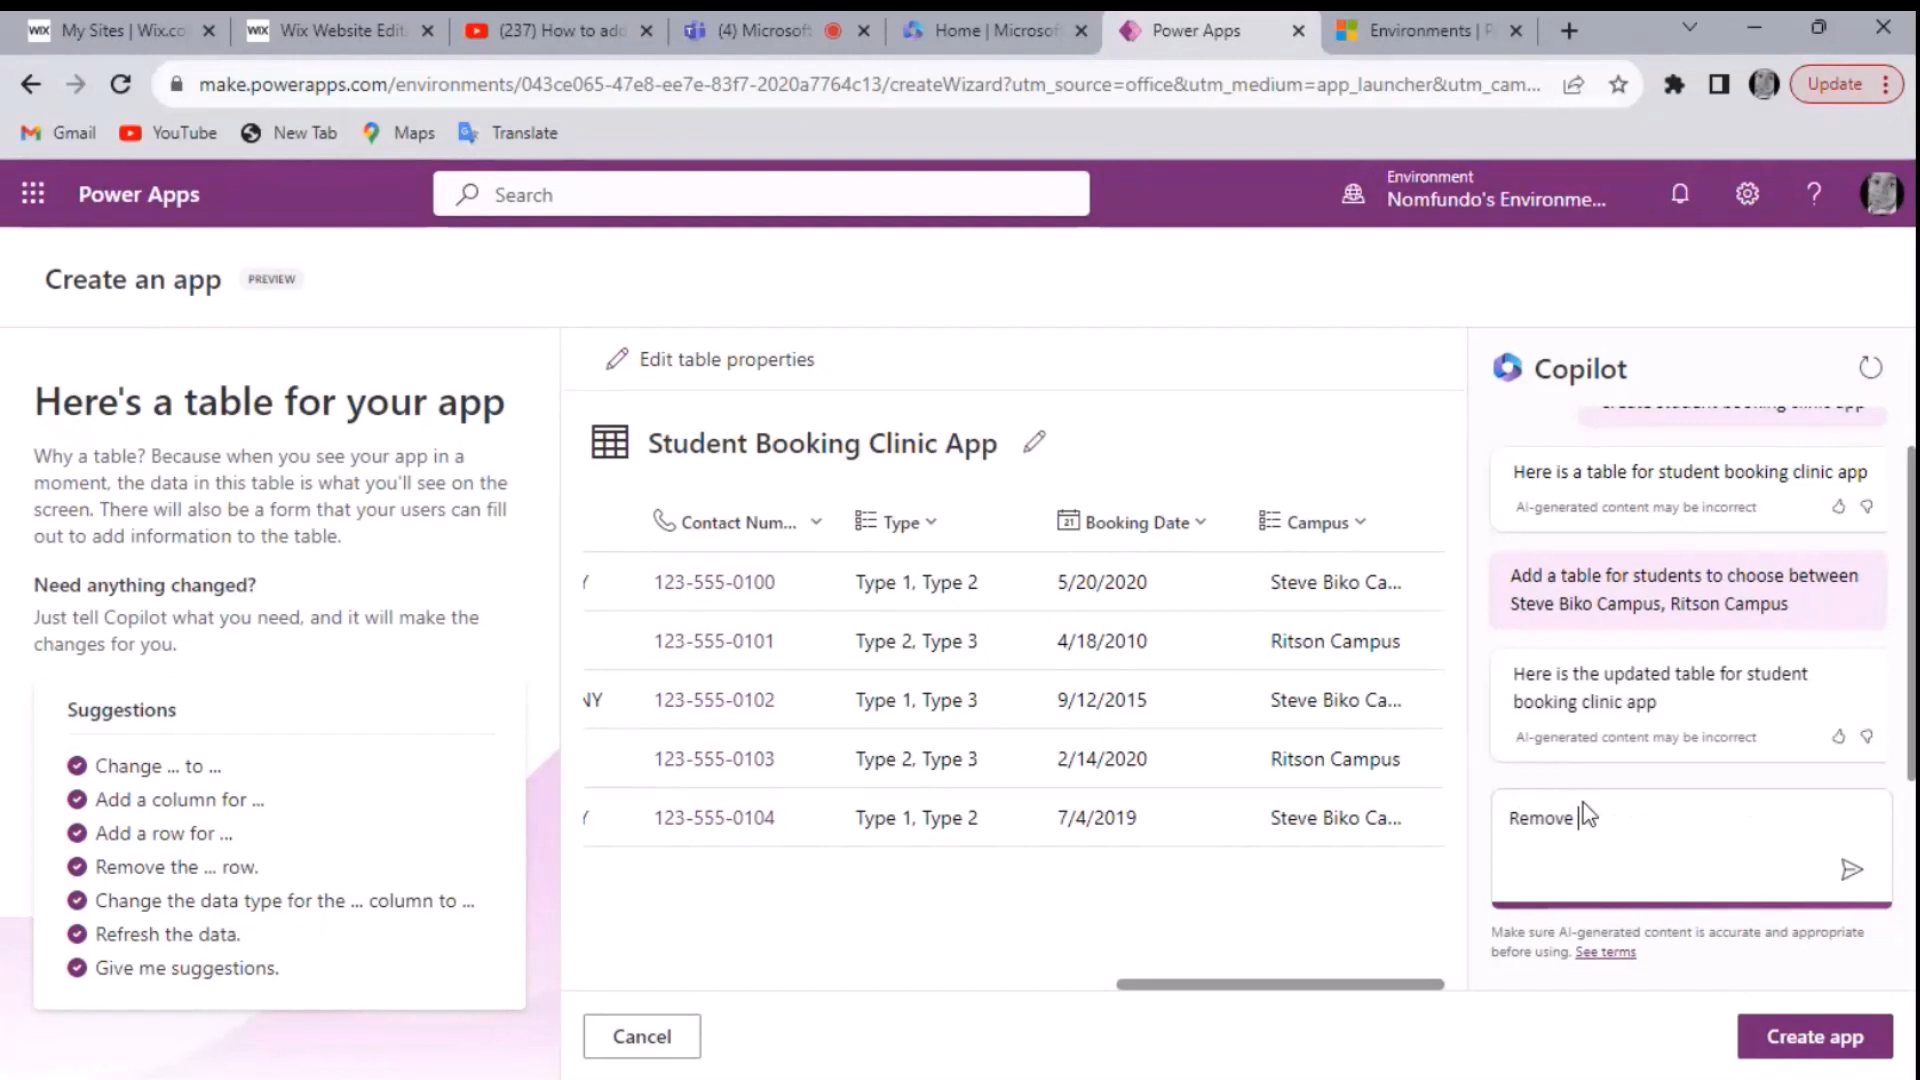 My Sites | Wix.co
Wix Website Edit
(237) How to add
(4) Microsof
Home | Microsof
Power Apps
Environments | P
make.powerapps.com/environments/043ce065-47e8-ee7e-83f7-2020a7764c13/createWizard?utm_source=office&utm_medium=app_launcher&utm_cam...
Update
Gmail
YouTube
New Tab
Maps
Translate
Power Apps
Search
Environment
Nomfundo's Environme...
Create an app
PREVIEW
Here's a table for your app
Why a table? Because when you see your app in a
moment, the data in this table is what you'll see on the
screen. There will also be a form that your users can fill
out to add information to the table.
Need anything changed?
Just tell Copilot what you need, and it will make the
changes for you.
Suggestions
Change ... to ...
Add a column for ...
Add a row for ...
Remove the ... row.
Change the data type for the ... column to ...
Refresh the data.
Give me suggestions.
Edit table properties
Student Booking Clinic App
Contact Num... Type Booking Date Campus
123-555-0100 Type 1, Type 2 5/20/2020 Steve Biko Ca...
123-555-0101 Type 2, Type 3 4/18/2010 Ritson Campus
NY 123-555-0102 Type 1, Type 3 9/12/2015 Steve Biko Ca...
123-555-0103 Type 2, Type 3 2/14/2020 Ritson Campus
123-555-0104 Type 1, Type 2 7/4/2019 Steve Biko Ca...
Cancel
Copilot
Create student booking clinic app
Here is a table for student booking clinic app
AI-generated content may be incorrect
Add a table for students to choose between
Steve Biko Campus, Ritson Campus
Here is the updated table for student
booking clinic app
AI-generated content may be incorrect
Remove
Make sure AI-generated content is accurate and appropriate
before using. See terms
Create app